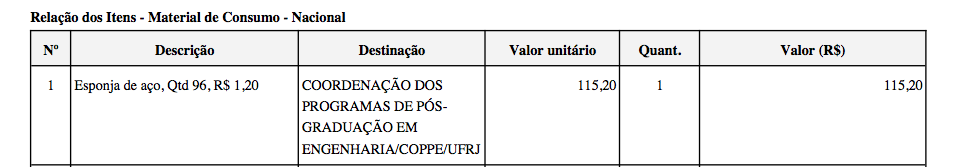 Relação dos Itens - Material de Consumo - Nacional
Nº Descrição Destinação Valor unitário Quant. Valor (R$)
1 Esponja de aço, Qtd 96, R$ 1,20 COORDENAÇÃO DOS 115,20 1 115,20
PROGRAMAS DE PÓS-
GRADUAÇÃO EM
ENGENHARIA/COPPE/UFRJ